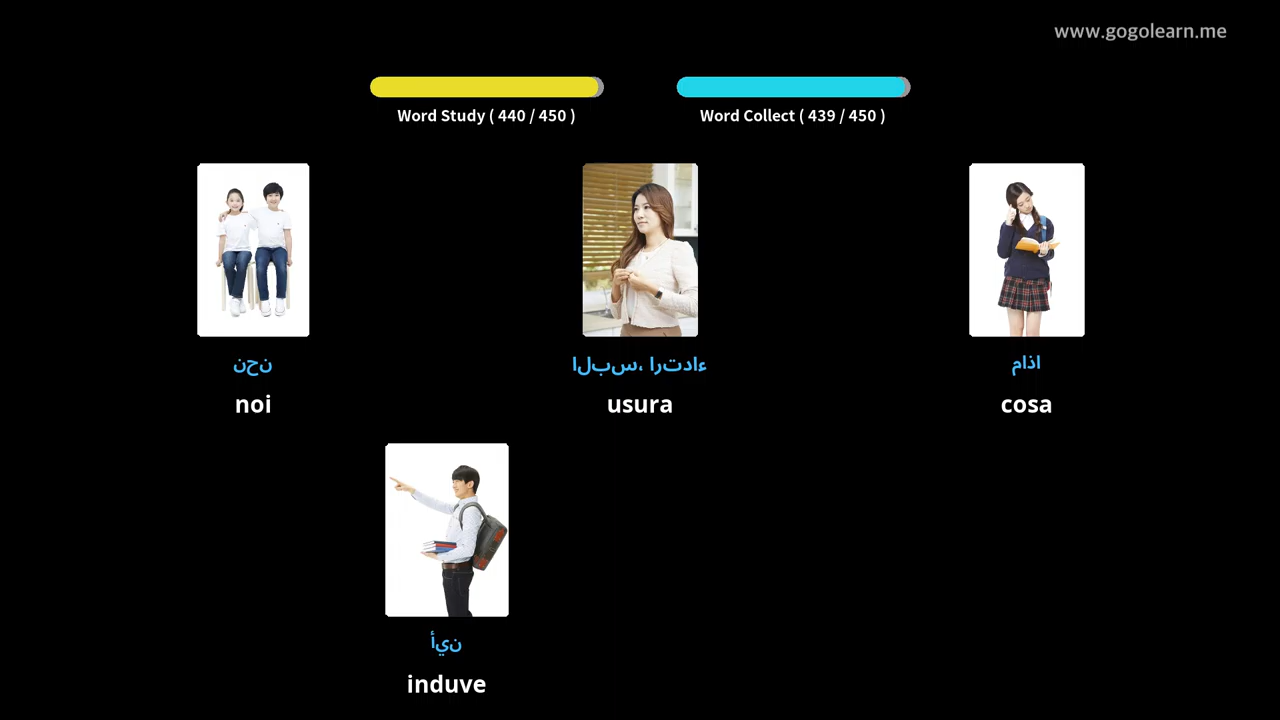 www.gogolearn.me
Word Study ( 440 / 450 )
Word Collect ( 439 / 450 )
نحن
البس، ارتداء
ماذا
noi
usura
cosa
أين
induve